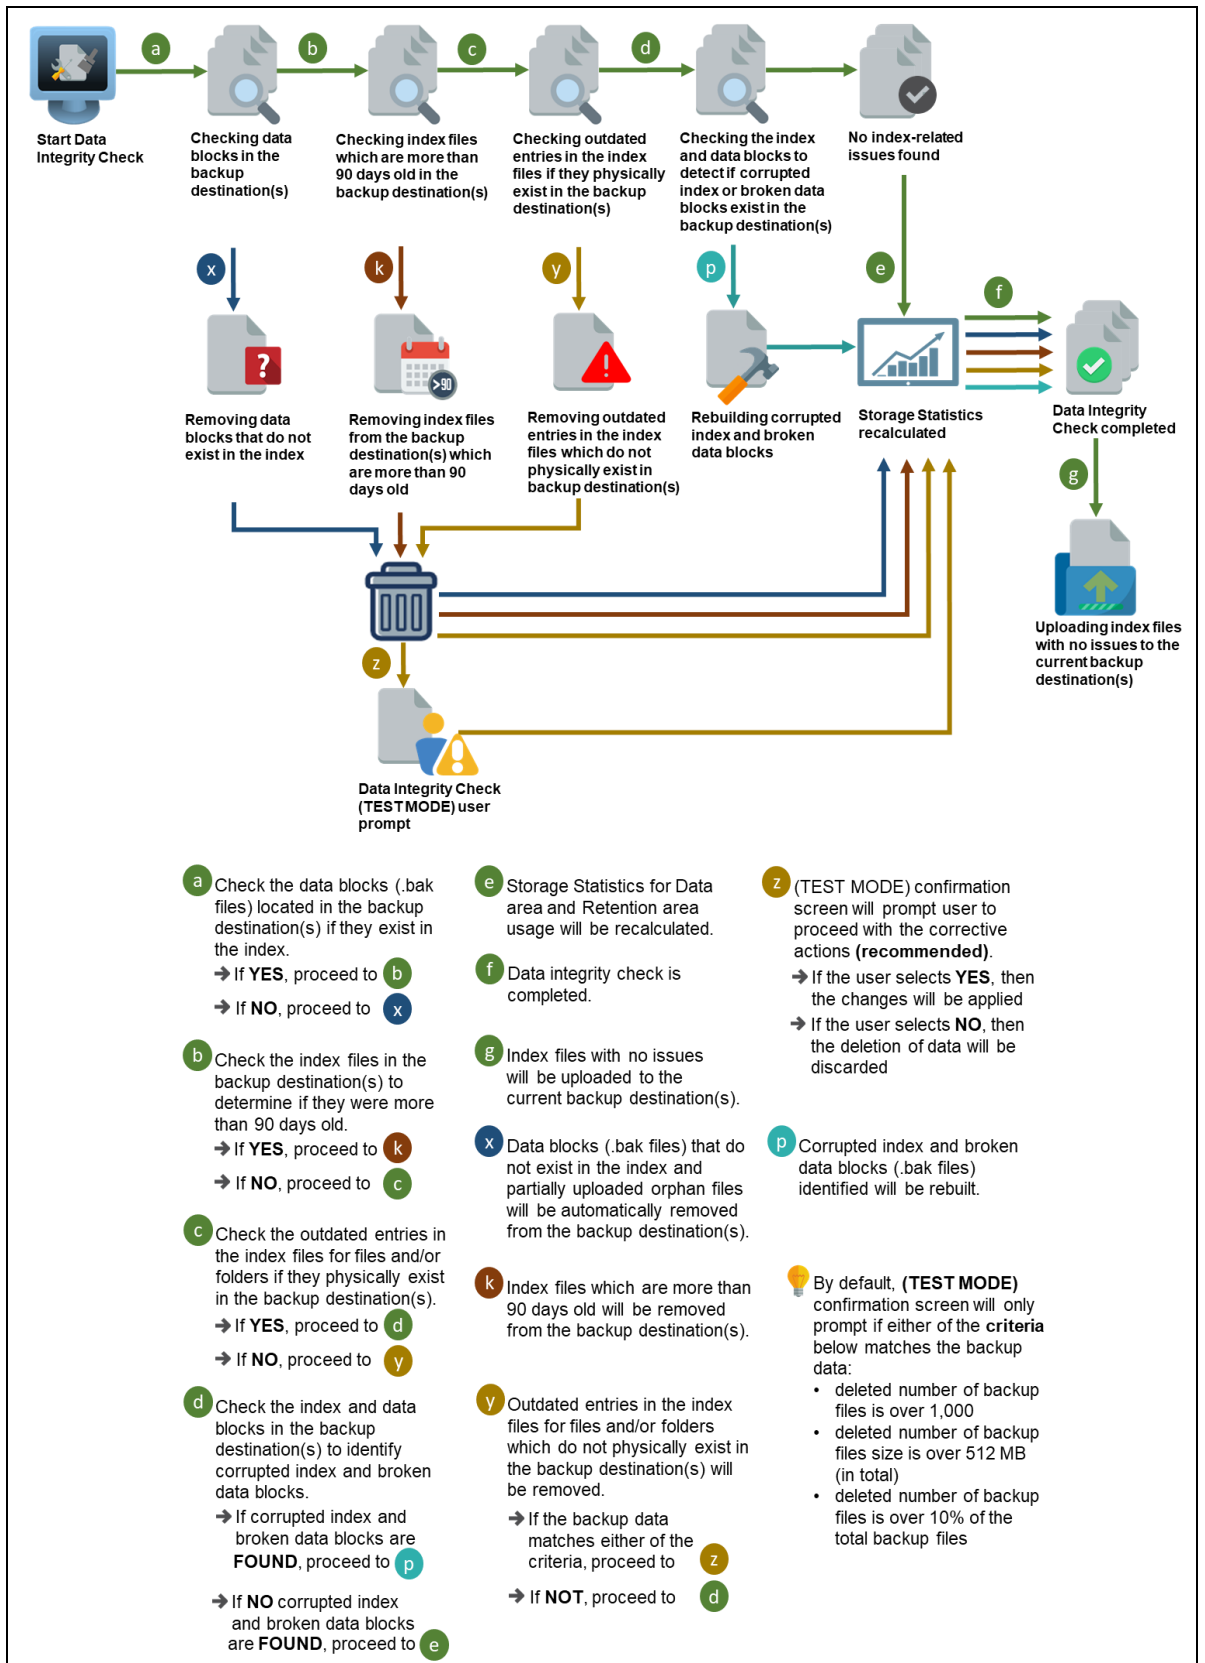 a
b
c
d
Start Data
Integrity Check
Checking data
blocks in the
backup
destination(s)
Checking index files
which are more than
90 days old in the
backup destination(s)
Checking outdated
entries in the index
files if they physically
exist in the backup
destination(s)
Checking the index
and data blocks to
detect if corrupted
index or broken data
blocks exist in the
backup destination(s)
No index-related
issues found
x
k
y
p
e
f
?
>90
Removing data
blocks that do not
exist in the index
Removing index files
from the backup
destination(s) which
are more than 90
days old
Removing outdated
entries in the index
files which do not
physically exist in
backup destination(s)
Rebuilding corrupted
index and broken
data blocks
Storage Statistics
recalculated
Data Integrity
Check completed
g
Uploading index files
with no issues to the
current backup
destination(s)
z
Data Integrity Check
(TEST MODE) user
prompt
a Check the data blocks (.bak
files) located in the backup
destination(s) if they exist in
the index.
If YES, proceed to b
If NO, proceed to x
b Check the index files in the
backup destination(s) to
determine if they were more
than 90 days old.
If YES, proceed to k
If NO, proceed to c
c Check the outdated entries in
the index files for files and/or
folders if they physically exist
in the backup destination(s).
If YES, proceed to d
If NO, proceed to y
d Check the index and data
blocks in the backup
destination(s) to identify
corrupted index and broken
data blocks.
If corrupted index and
broken data blocks are
FOUND, proceed to p
If NO corrupted index
and broken data blocks
are FOUND, proceed to e
e Storage Statistics for Data
area and Retention area
usage will be recalculated.
f Data integrity check is
completed.
g Index files with no issues
will be uploaded to the
current backup destination(s).
x Data blocks (.bak files) that do
not exist in the index and
partially uploaded orphan files
will be automatically removed
from the backup destination(s).
k Index files which are more than
90 days old will be removed
from the backup destination(s).
y Outdated entries in the index
files for files and/or folders
which do not physically exist in
the backup destination(s) will
be removed.
If the backup data
matches either of the
criteria, proceed to z
If NOT, proceed to d
z (TEST MODE) confirmation
screen will prompt user to
proceed with the corrective
actions (recommended).
If the user selects YES, then
the changes will be applied
If the user selects NO, then
the deletion of data will be
discarded
p Corrupted index and broken
data blocks (.bak files)
identified will be rebuilt.
By default, (TEST MODE)
confirmation screen will only
prompt if either of the criteria
below matches the backup
data:
• deleted number of backup
files is over 1,000
• deleted number of backup
files size is over 512 MB
(in total)
• deleted number of backup
files is over 10% of the
total backup files